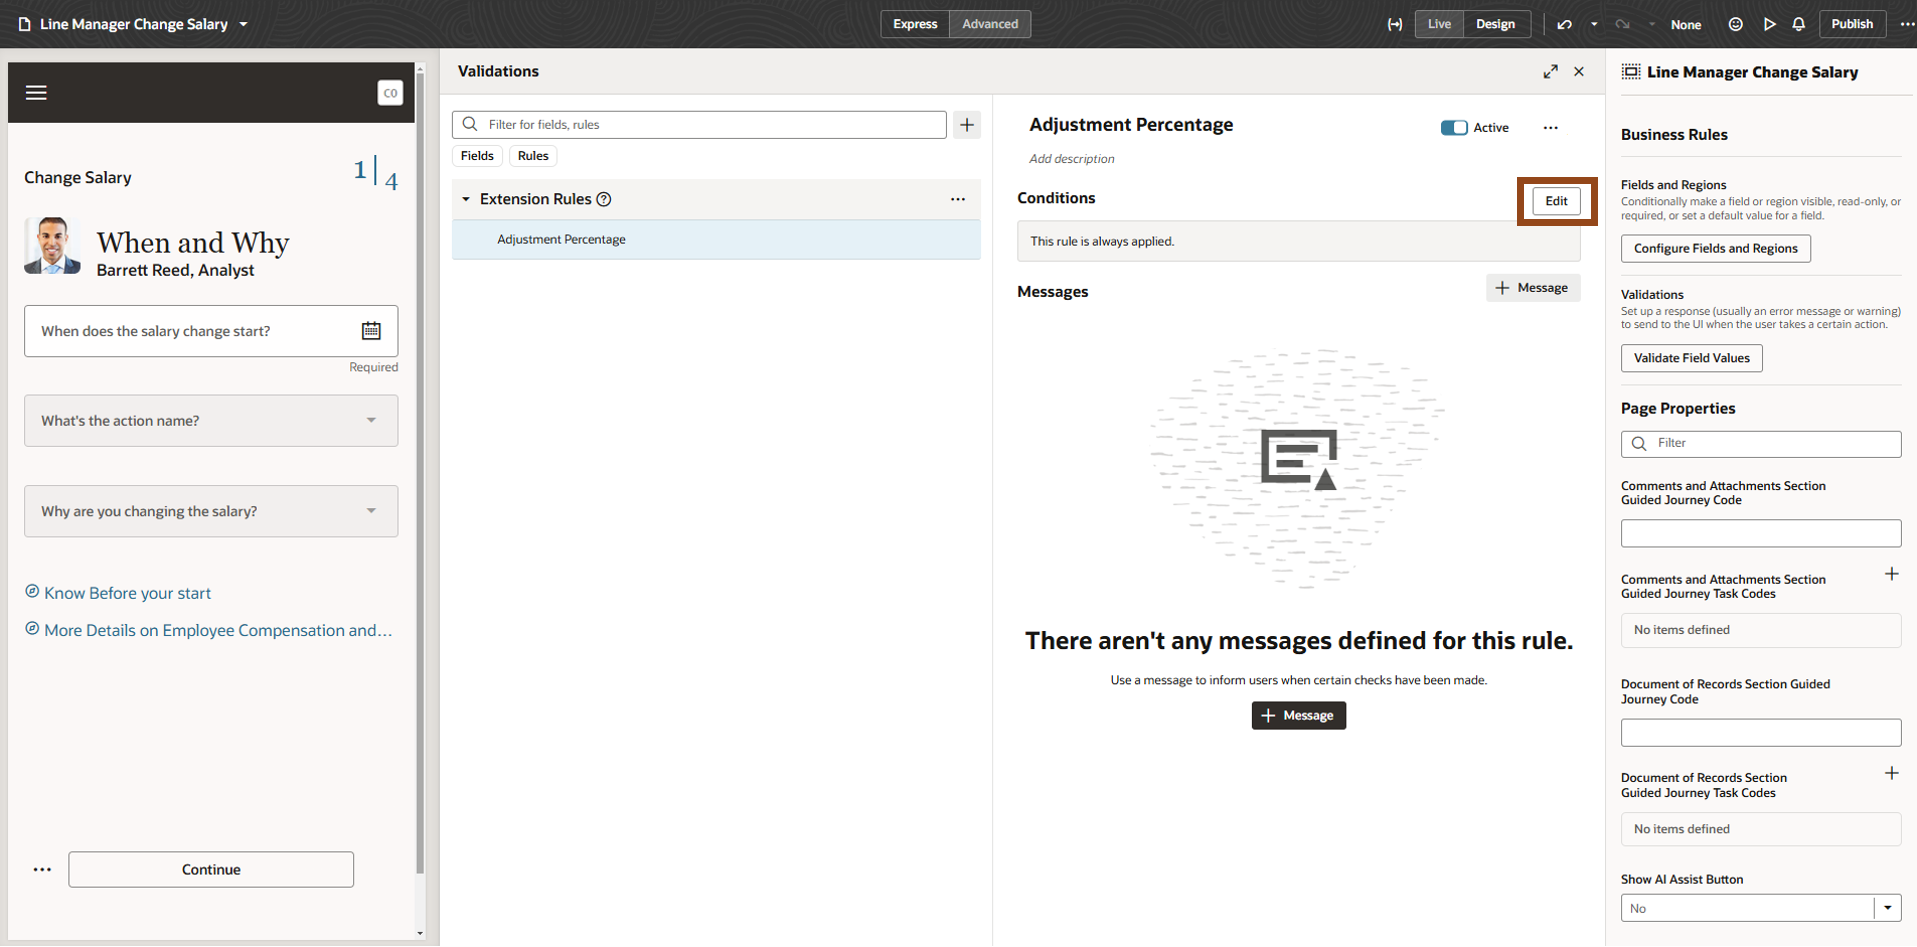 Line Manager Change Salary
Express
Advanced
Live
Design
None
Publish
CO
Change Salary
1
4
When and Why
Barrett Reed, Analyst
When does the salary change start?
Required
What's the action name?
Why are you changing the salary?
Know Before your start
More Details on Employee Compensation and...
Continue
Validations
Filter for fields, rules
Fields
Rules
Extension Rules
Adjustment Percentage
Adjustment Percentage
Active
Add description
Conditions
Edit
This rule is always applied.
Messages
Message
There aren't any messages defined for this rule.
Use a message to inform users when certain checks have been made.
Message
Line Manager Change Salary
Business Rules
Fields and Regions
Conditionally make a field or region visible, read-only, or
required, or set a default value for a field.
Configure Fields and Regions
Validations
Set up a response (usually an error message or warning)
to send to the UI when the user takes a certain action.
Validate Field Values
Page Properties
Filter
Comments and Attachments Section
Guided Journey Code
Comments and Attachments Section
Guided Journey Task Codes
No items defined
Document of Records Section Guided
Journey Code
Document of Records Section
Guided Journey Task Codes
No items defined
Show AI Assist Button
No